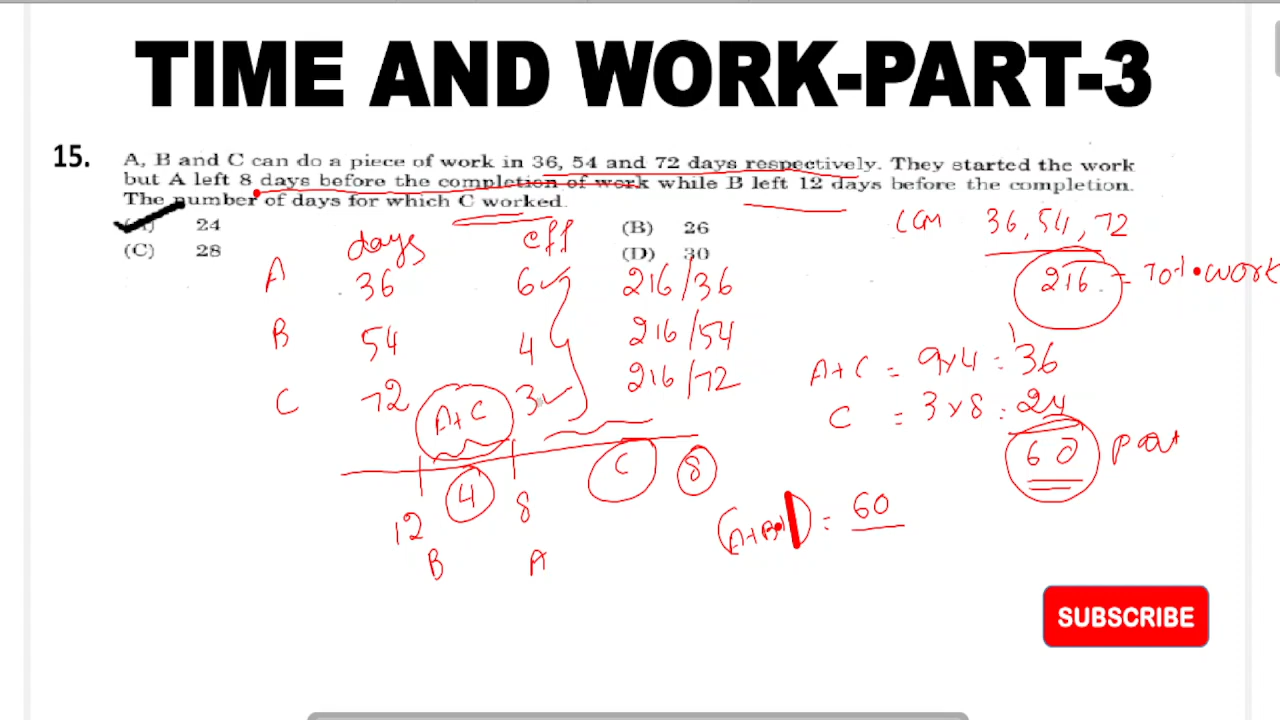 TIME AND WORK-PART-3
15. A, B and C can do a piece of work in 36, 54 and 72 days respectively. They started the work
but A left 8 days before the completion of work while B left 12 days before the completion.
The number of days for which C worked.
24 (B) 26
(C) 28 (D) 30
LCM 36, 54, 72
216 = Total work
days eff
A 36 6 216/36
B 54 4 216/54
C 72 3 216/72
A+C = 9x4 = 36
C = 3x8 = 24
60 part
A+C
C 8
12 4 8
B A
= 60
SUBSCRIBE